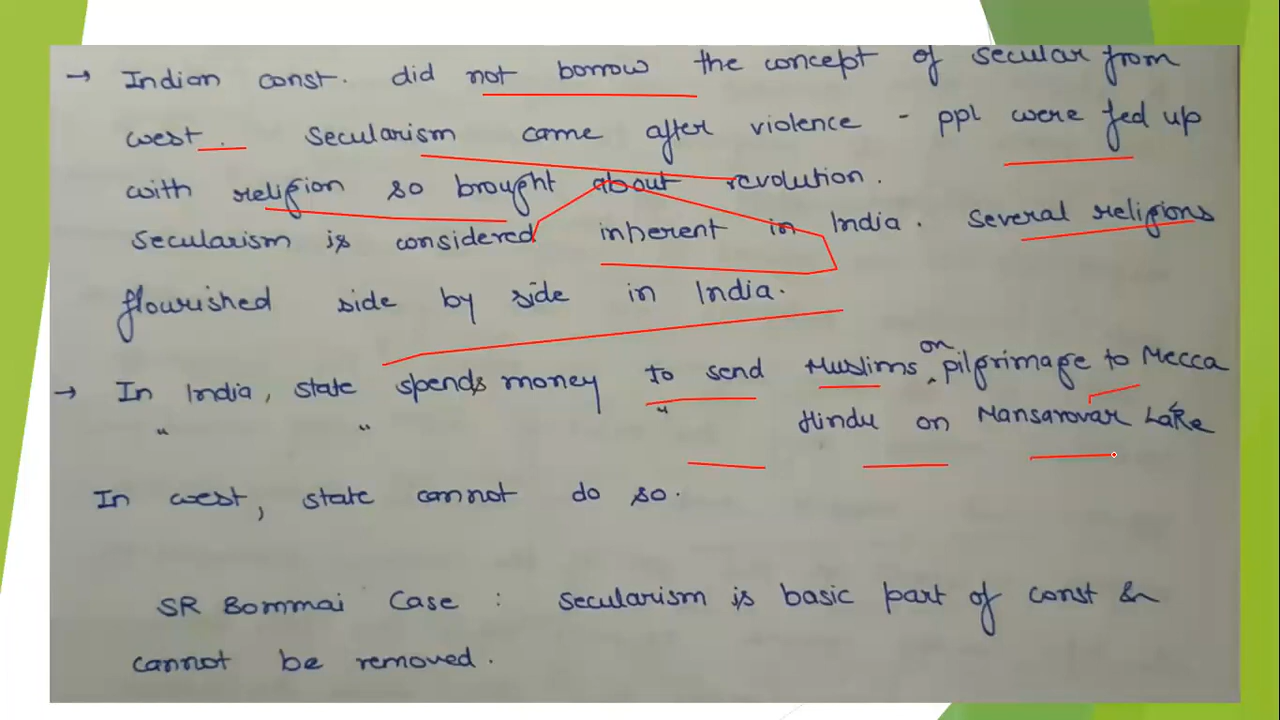 → Indian const. did not borrow the concept of secular from
west. Secularism came after violence - ppl were fed up
with religion so brought about revolution.
Secularism is considered inherent in India. Several religions
flourished side by side in India.
→ In India, state spends money to send Muslims on pilgrimage to Mecca
" " " Hindu on Mansarovar Lake
In west, state cannot do so.
SR Bommai Case : Secularism is basic part of const &
cannot be removed.